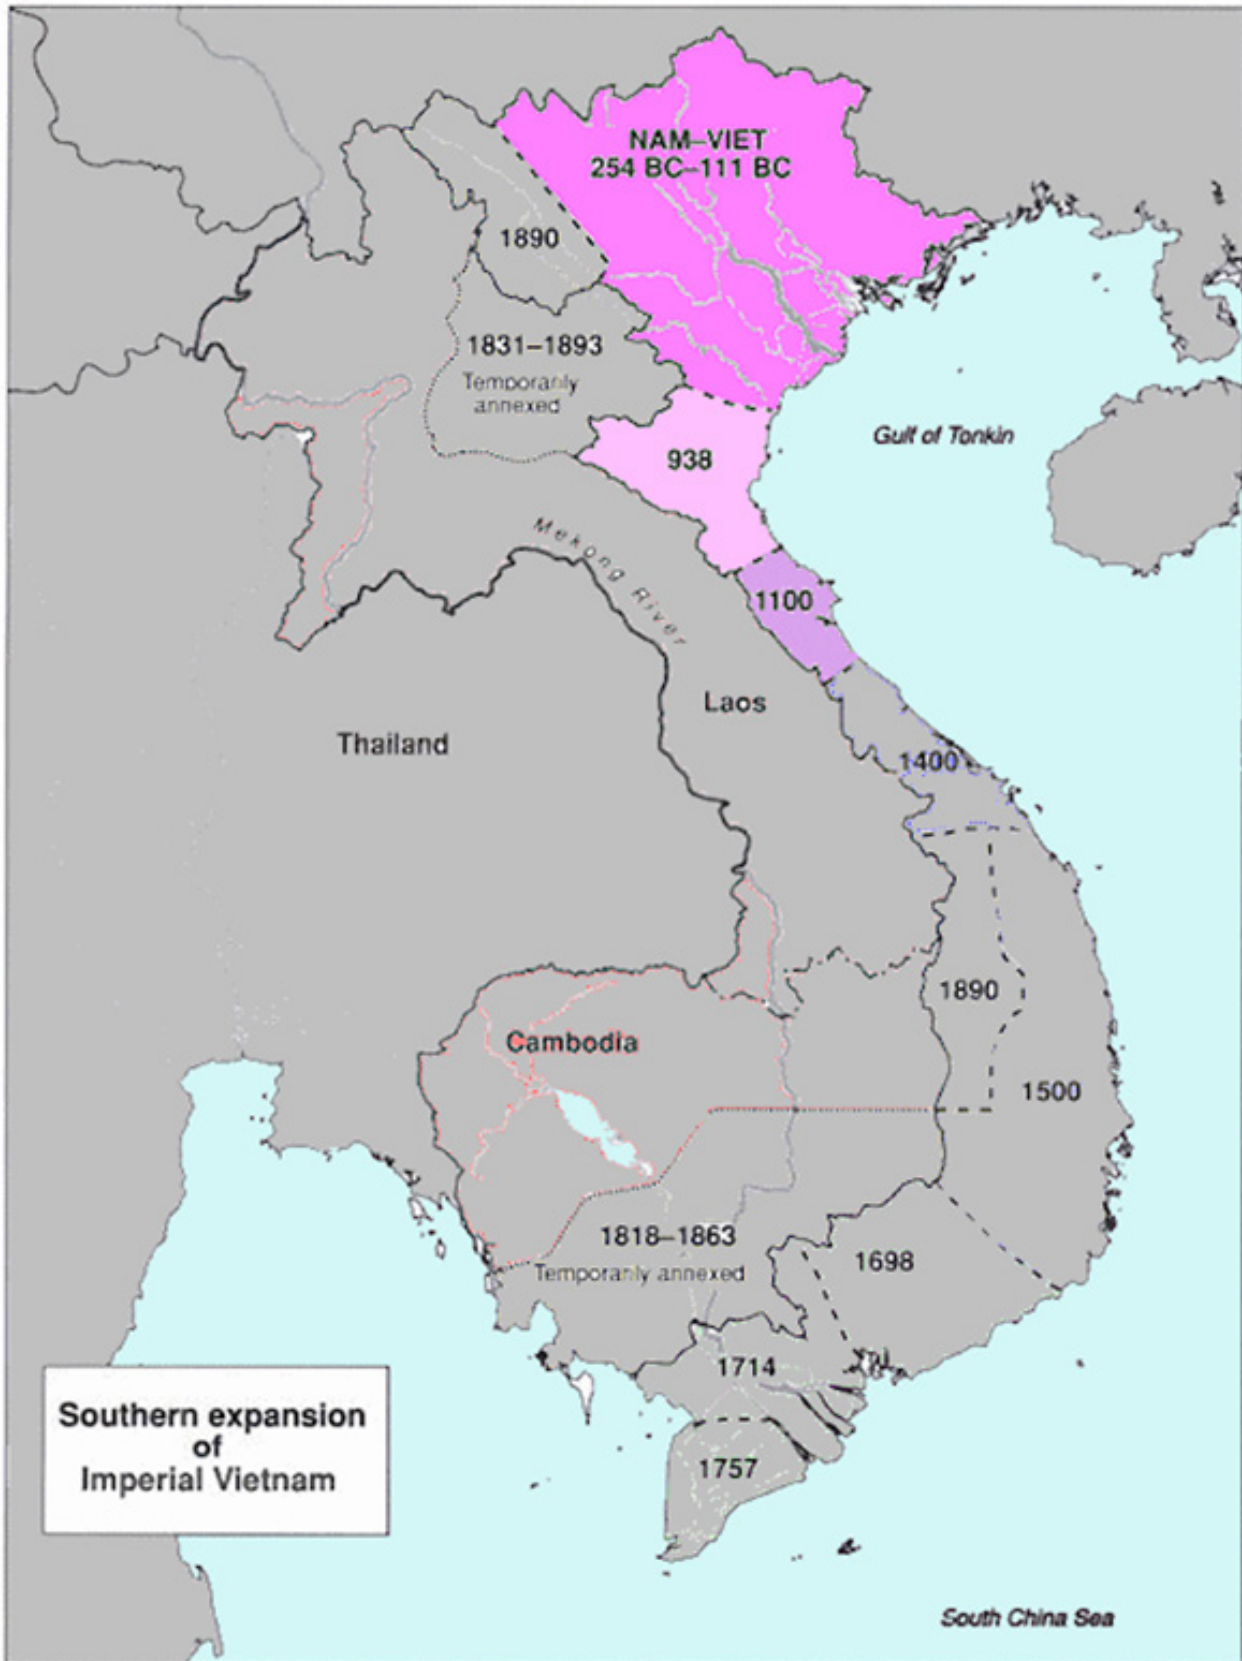 NAM–VIET
254 BC–111 BC
1890
1831–1893
Temporarily
annexed
Gulf of Tonkin
938
Mekong River
1100
Laos
Thailand
1400
1890
Cambodia
1500
1818–1863
Temporarily annexed
1698
1714
Southern expansion
of
Imperial Vietnam
1757
South China Sea